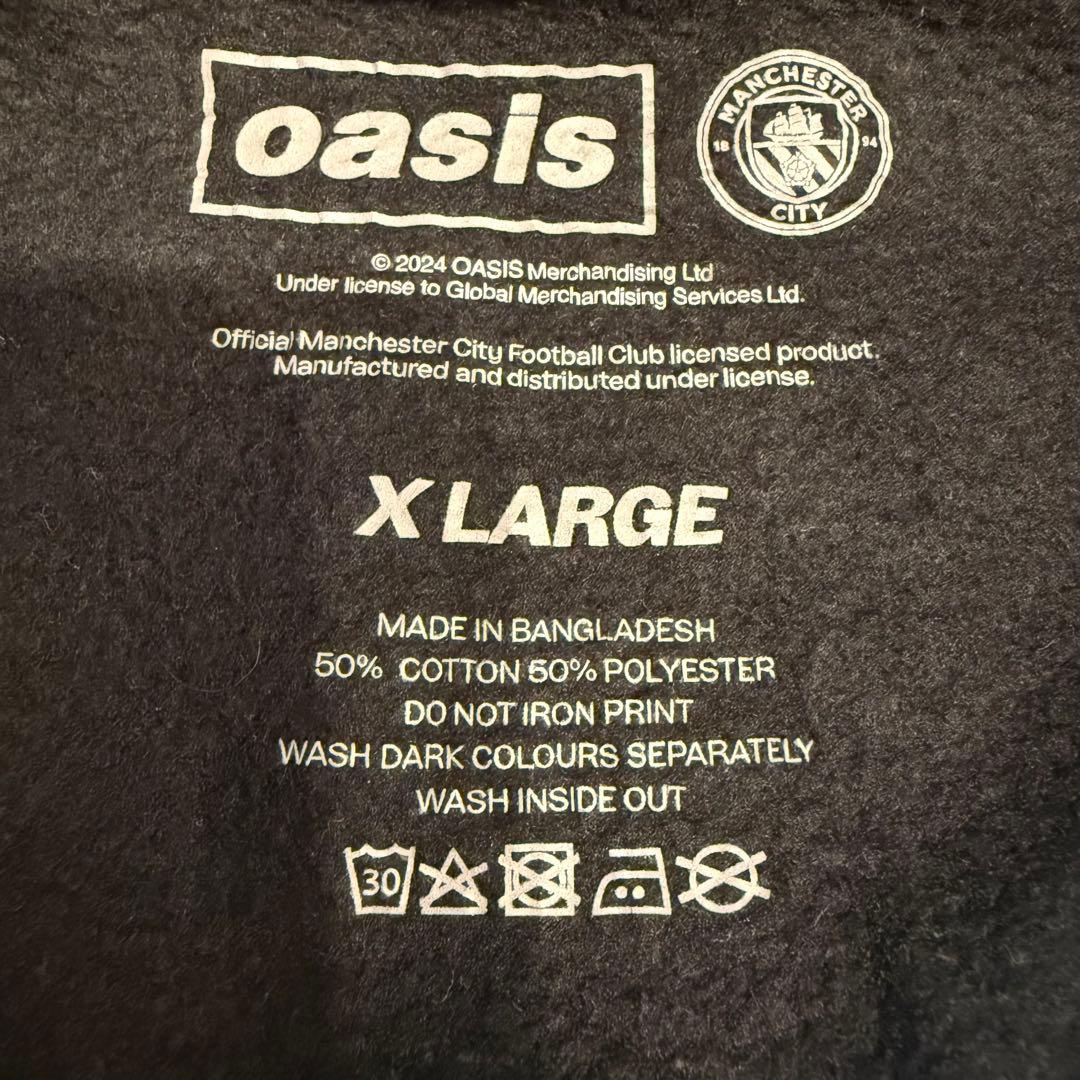 oasis
MANCHESTER
18 94
CITY
© 2024 OASIS Merchandising Ltd
Under license to Global Merchandising Services Ltd.
Official Manchester City Football Club licensed product.
Manufactured and distributed under license.
X LARGE
MADE IN BANGLADESH
50% COTTON 50% POLYESTER
DO NOT IRON PRINT
WASH DARK COLOURS SEPARATELY
WASH INSIDE OUT
30